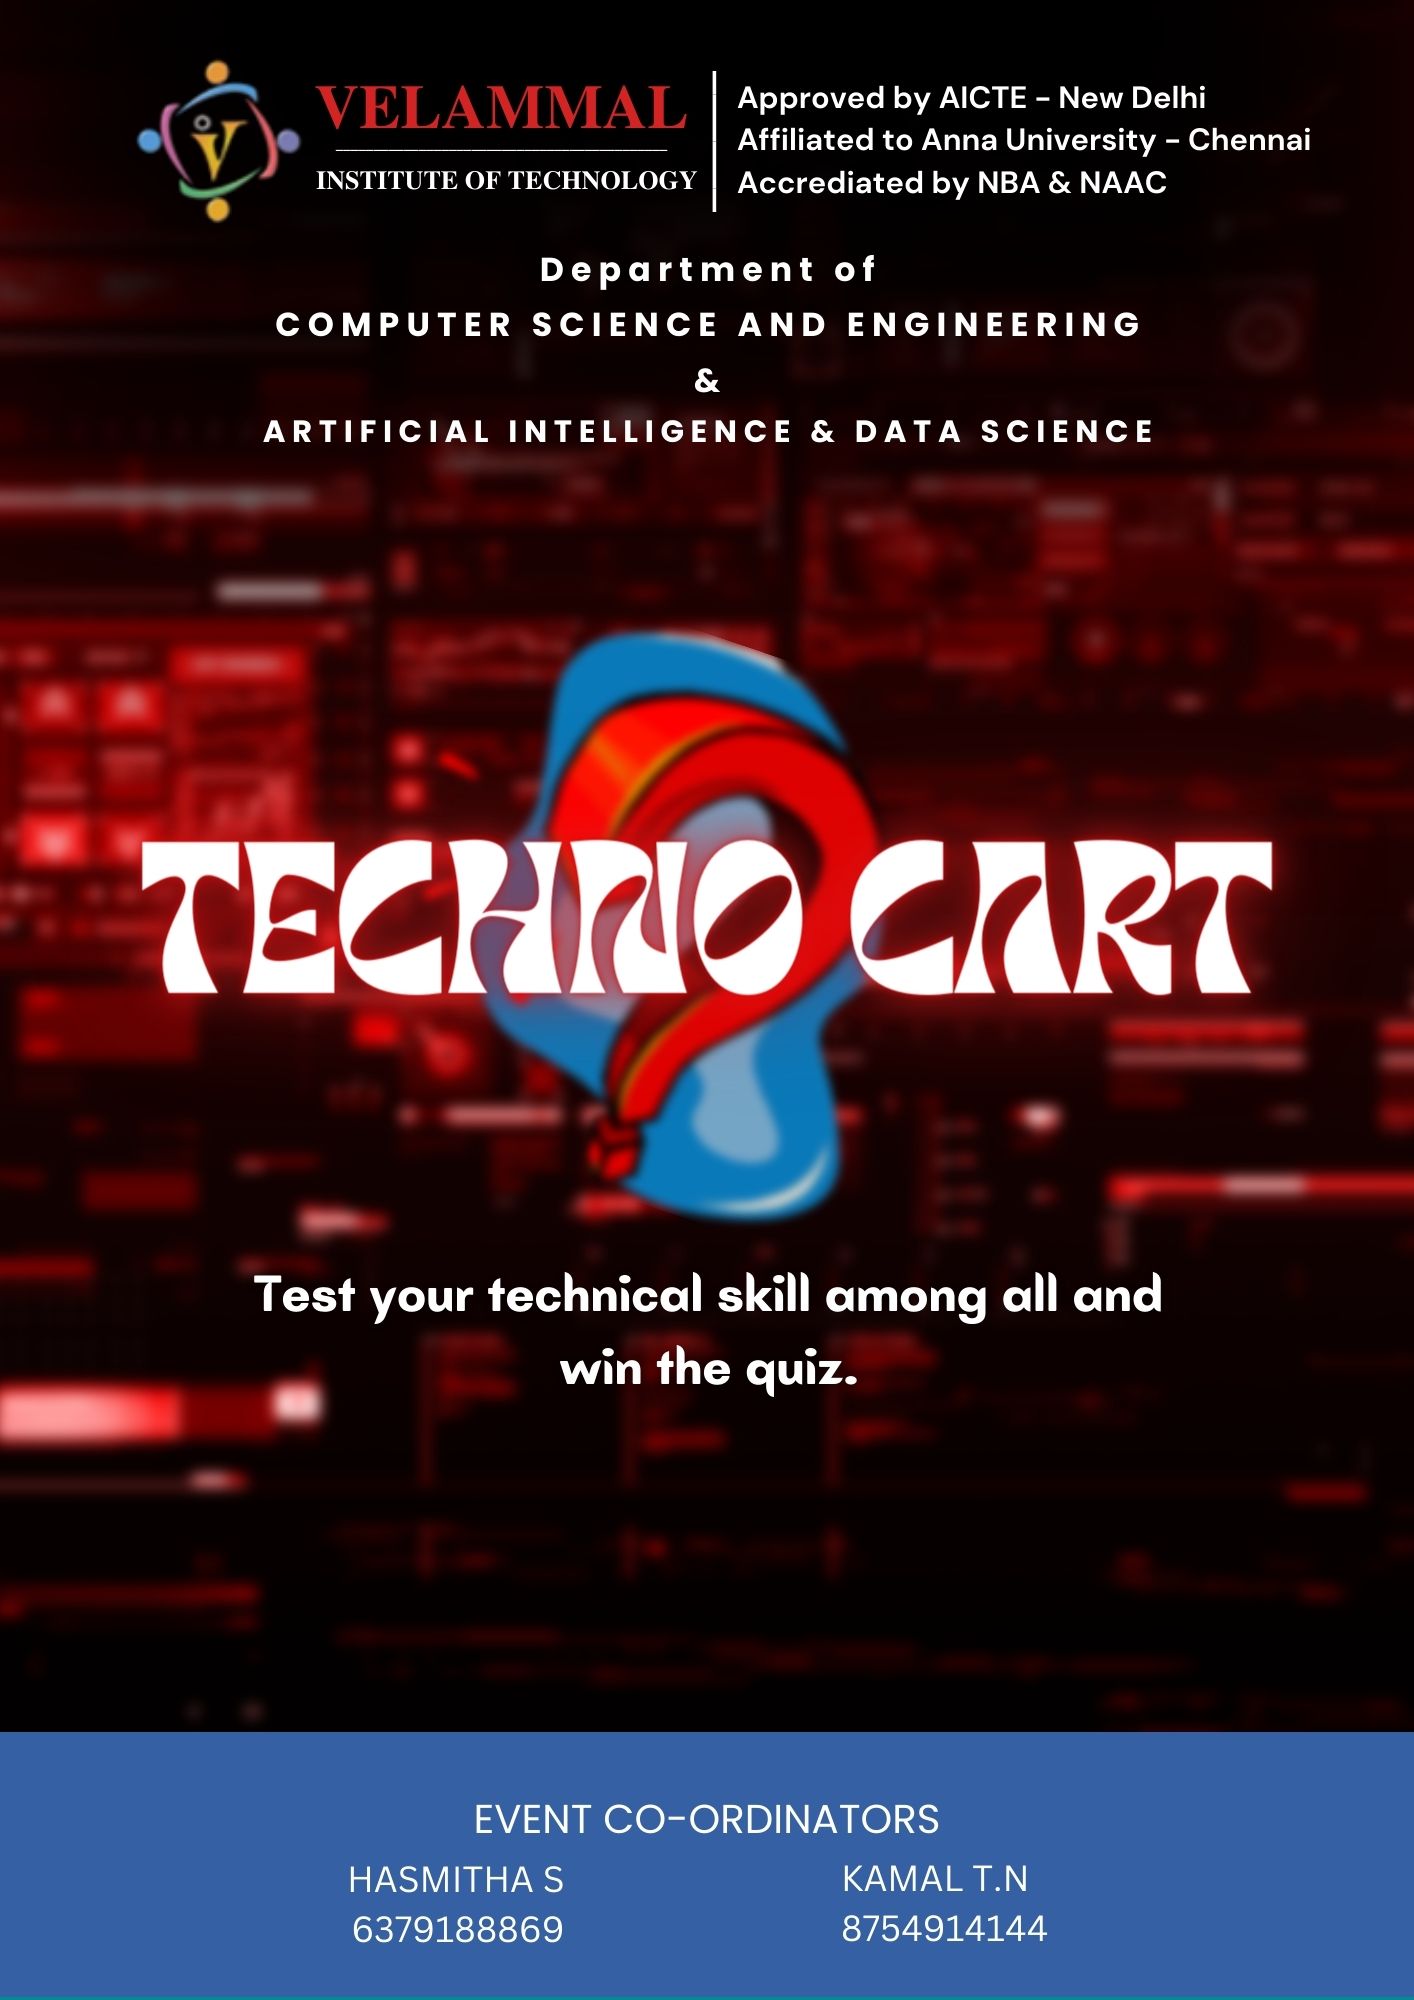 VELAMMAL
INSTITUTE OF TECHNOLOGY
Approved by AICTE - New Delhi
Affiliated to Anna University - Chennai
Accrediated by NBA & NAAC
Department of
COMPUTER SCIENCE AND ENGINEERING
&
ARTIFICIAL INTELLIGENCE & DATA SCIENCE
TECHNO CART
Test your technical skill among all and
win the quiz.
EVENT CO-ORDINATORS
HASMITHA S
6379188869
KAMAL T.N
8754914144